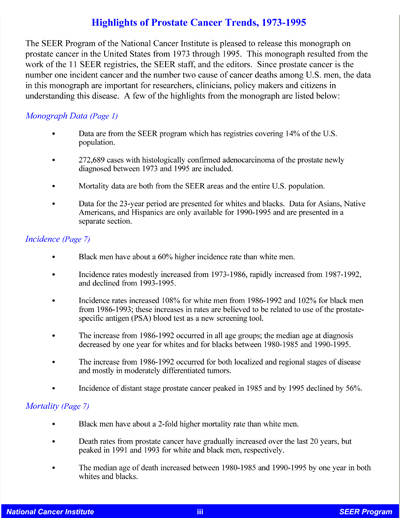 Highlights of Prostate Cancer Trends, 1973-1995
The SEER Program of the National Cancer Institute is pleased to release this monograph on
prostate cancer in the United States from 1973 through 1995. This monograph resulted from the
work of the 11 SEER registries, the SEER staff, and the editors. Since prostate cancer is the
number one incident cancer and the number two cause of cancer deaths among U.S. men, the data
in this monograph are important for researchers, clinicians, policy makers and citizens in
understanding this disease. A few of the highlights from the monograph are listed below:
Monograph Data (Page 1)
• Data are from the SEER program which has registries covering 14% of the U.S.
population.
• 272,689 cases with histologically confirmed adenocarcinoma of the prostate newly
diagnosed between 1973 and 1995 are included.
• Mortality data are both from the SEER areas and the entire U.S. population.
• Data for the 23-year period are presented for whites and blacks. Data for Asians, Native
Americans, and Hispanics are only available for 1990-1995 and are presented in a
separate section.
Incidence (Page 7)
• Black men have about a 60% higher incidence rate than white men.
• Incidence rates modestly increased from 1973-1986, rapidly increased from 1987-1992,
and declined from 1993-1995.
• Incidence rates increased 108% for white men from 1986-1992 and 102% for black men
from 1986-1993; these increases in rates are believed to be related to use of the prostate-
specific antigen (PSA) blood test as a new screening tool.
• The increase from 1986-1992 occurred in all age groups; the median age at diagnosis
decreased by one year for whites and for blacks between 1980-1985 and 1990-1995.
• The increase from 1986-1992 occurred for both localized and regional stages of disease
and mostly in moderately differentiated tumors.
• Incidence of distant stage prostate cancer peaked in 1985 and by 1995 declined by 56%.
Mortality (Page 7)
• Black men have about a 2-fold higher mortality rate than white men.
• Death rates from prostate cancer have gradually increased over the last 20 years, but
peaked in 1991 and 1993 for white and black men, respectively.
• The median age of death increased between 1980-1985 and 1990-1995 by one year in both
whites and blacks.
National Cancer Institute iii SEER Program